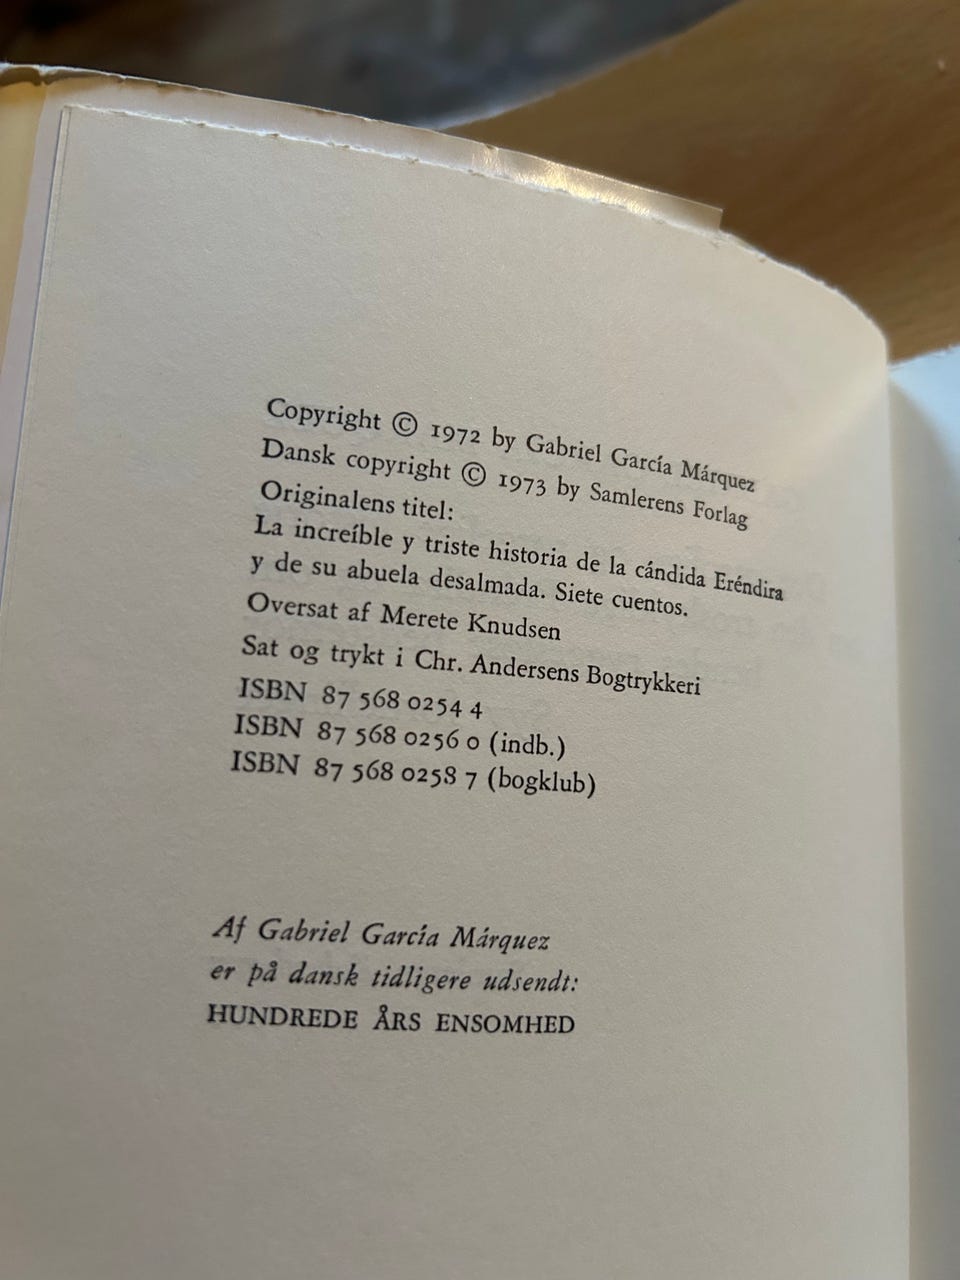 Copyright © 1972 by Gabriel García Márquez
Dansk copyright © 1973 by Samlerens Forlag
Originalens titel:
La increíble y triste historia de la cándida Eréndira
y de su abuela desalmada. Siete cuentos.
Oversat af Merete Knudsen
Sat og trykt i Chr. Andersens Bogtrykkeri
ISBN 87 568 0254 4
ISBN 87 568 0256 0 (indb.)
ISBN 87 568 0258 7 (bogklub)
Af Gabriel García Márquez
er på dansk tidligere udsendt:
HUNDREDE ÅRS ENSOMHED